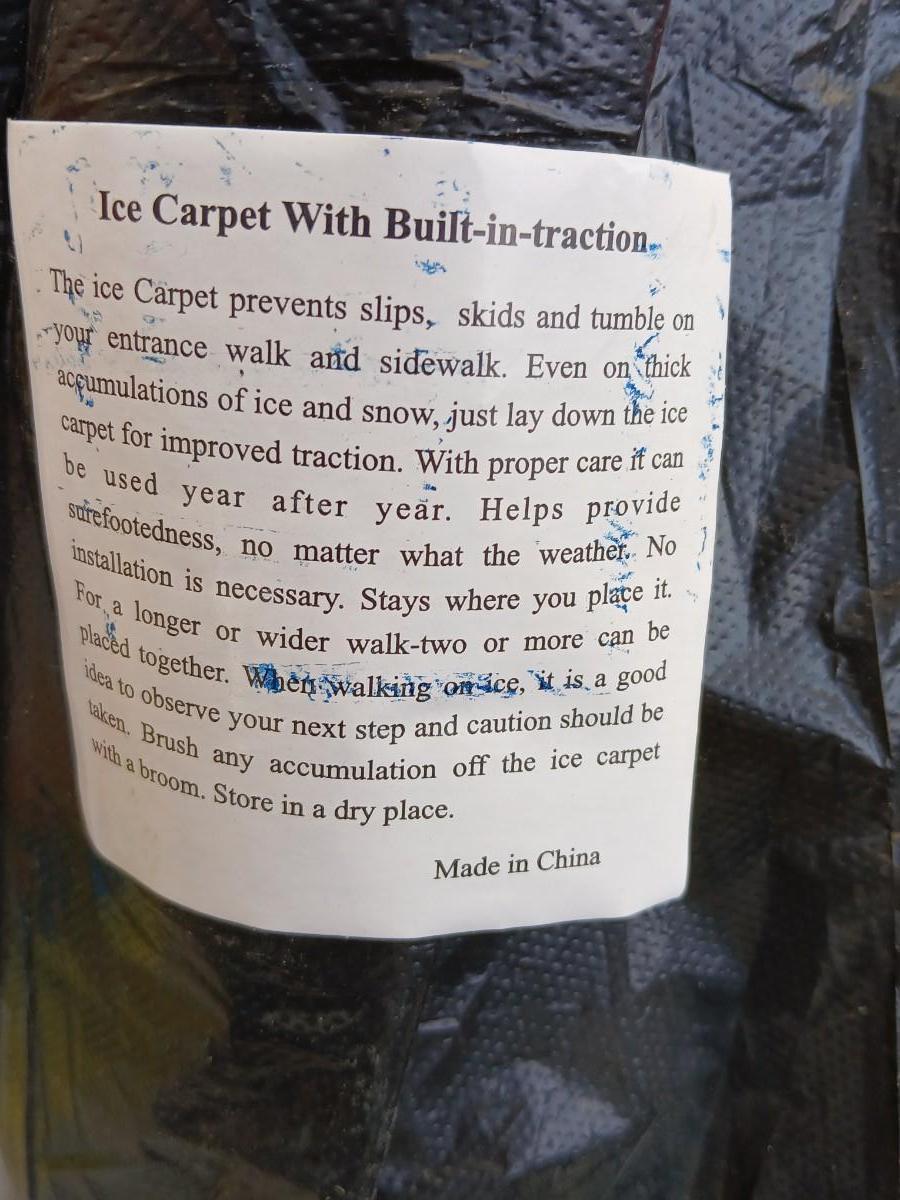 Ice Carpet With Built-in-traction
The ice Carpet prevents slips, skids and tumble on
your entrance walk and sidewalk. Even on thick
accumulations of ice and snow, just lay down the ice
carpet for improved traction. With proper care it can
be used year after year. Helps provide
surefootedness, no matter what the weather. No
installation is necessary. Stays where you place it.
For a longer or wider walk-two or more can be
placed together. When walking on ice, it is a good
idea to observe your next step and caution should be
taken. Brush any accumulation off the ice carpet
with a broom. Store in a dry place.
Made in China